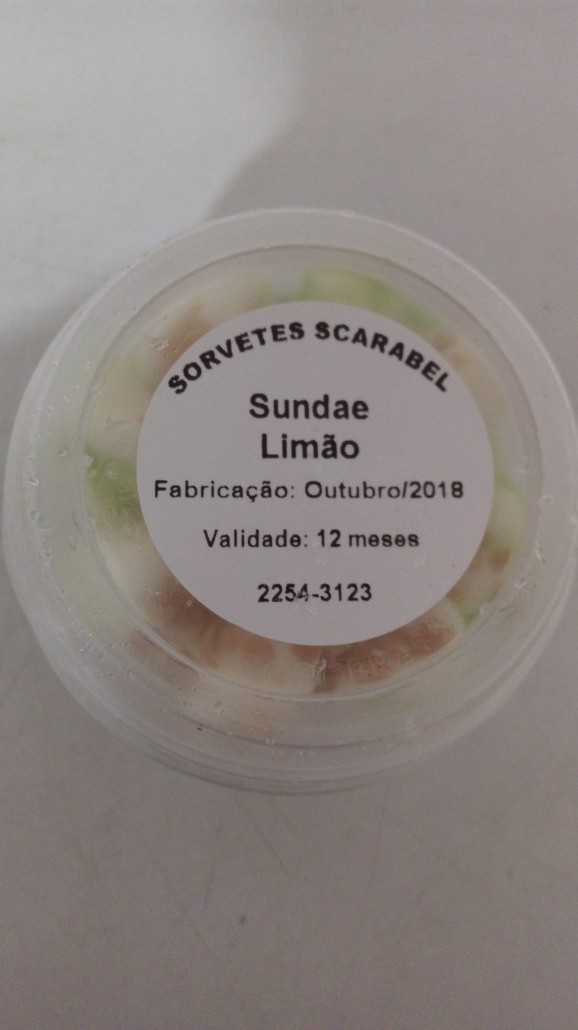 SORVETES SCARABEL
Sundae
Limão
Fabricação: Outubro/2018
Validade: 12 meses
2254-3123